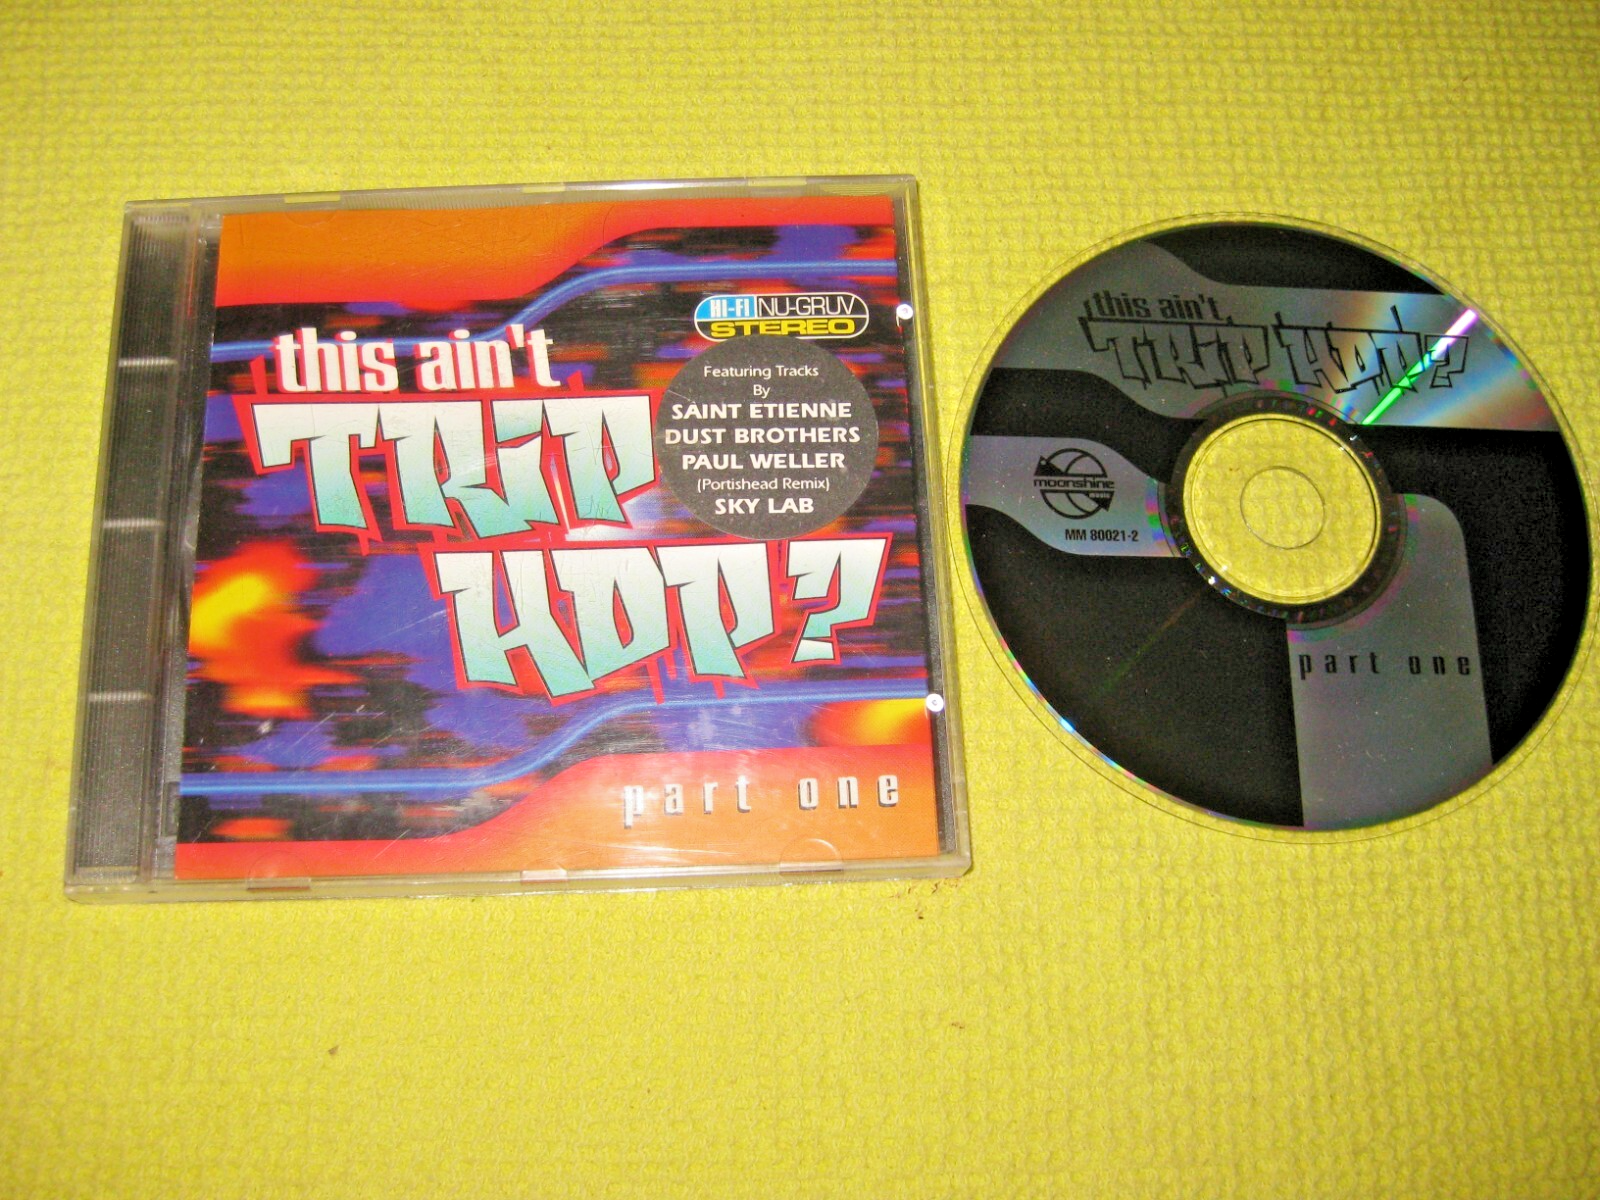 HI-FI NU-GRUV
STEREO
this ain't
TRiP
HOP?
Featuring Tracks
By
SAINT ETIENNE
DUST BROTHERS
PAUL WELLER
(Portishead Remix)
SKY LAB
part one
this ain't
TRiP HOP?
moonshine
music
MM 80021-2
part one